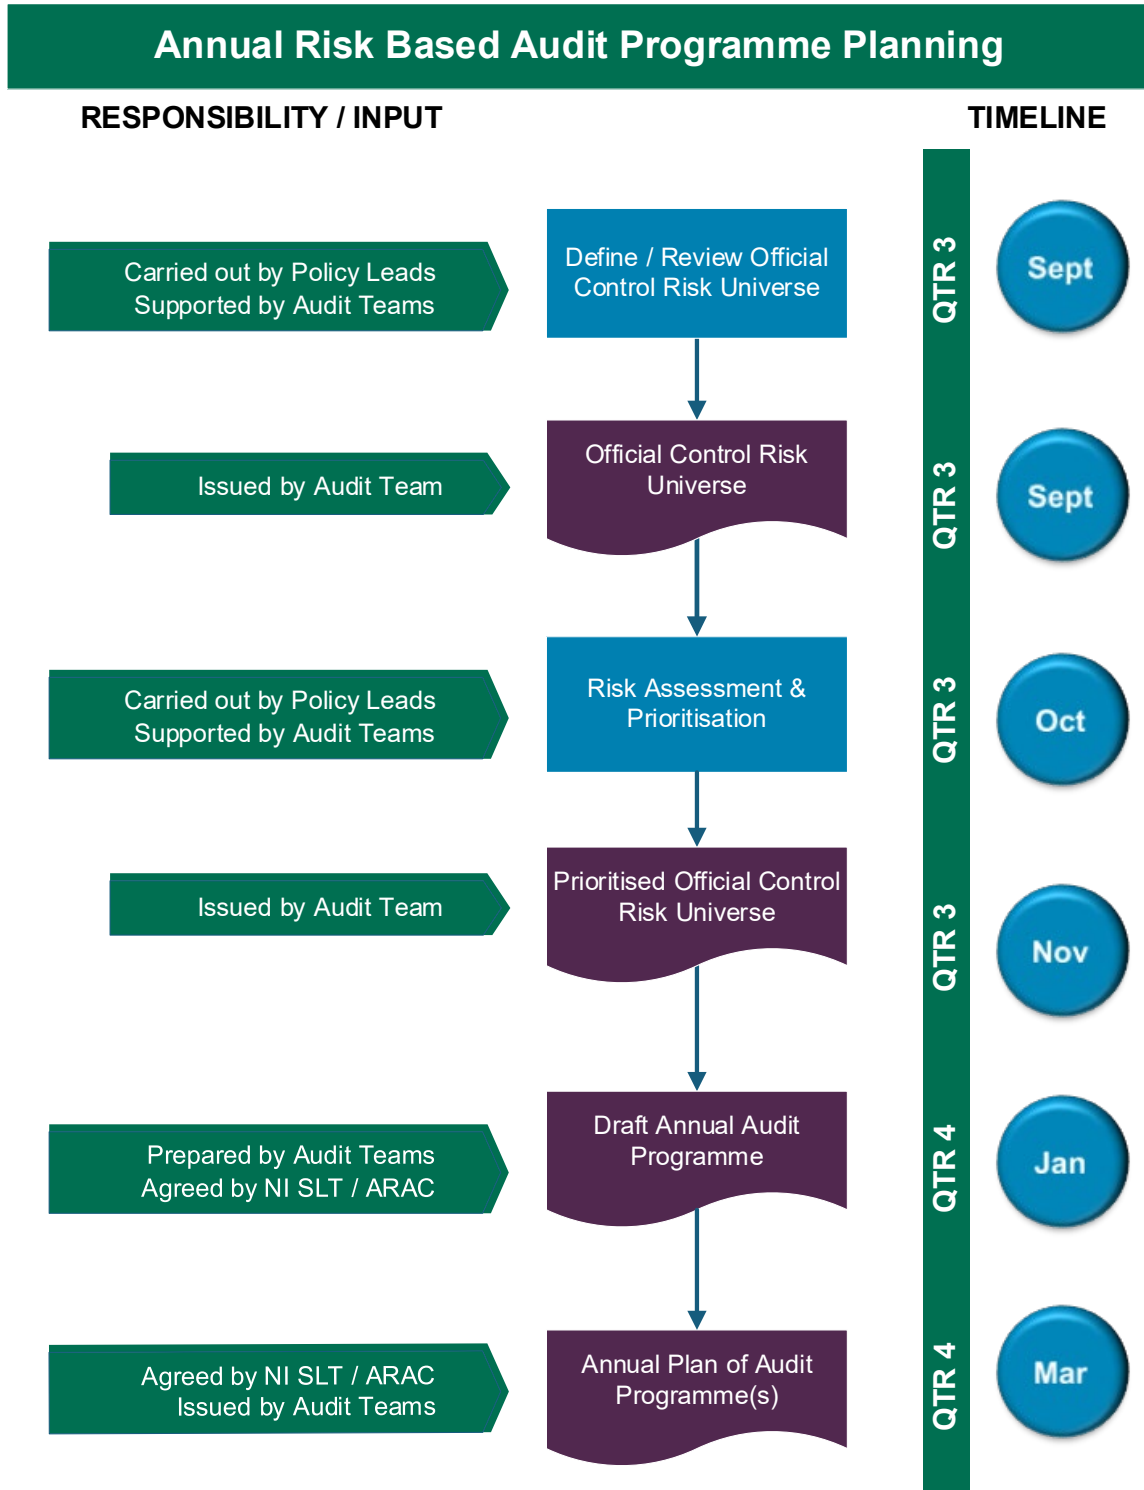 Annual Risk Based Audit Programme Planning
RESPONSIBILITY / INPUT
TIMELINE
Carried out by Policy Leads
Supported by Audit Teams
Define / Review Official
Control Risk Universe
QTR 3
Sept
Issued by Audit Team
Official Control Risk
Universe
QTR 3
Sept
Carried out by Policy Leads
Supported by Audit Teams
Risk Assessment &
Prioritisation
QTR 3
Oct
Issued by Audit Team
Prioritised Official Control
Risk Universe
QTR 3
Nov
Prepared by Audit Teams
Agreed by NI SLT / ARAC
Draft Annual Audit
Programme
QTR 4
Jan
Agreed by NI SLT / ARAC
Issued by Audit Teams
Annual Plan of Audit
Programme(s)
QTR 4
Mar